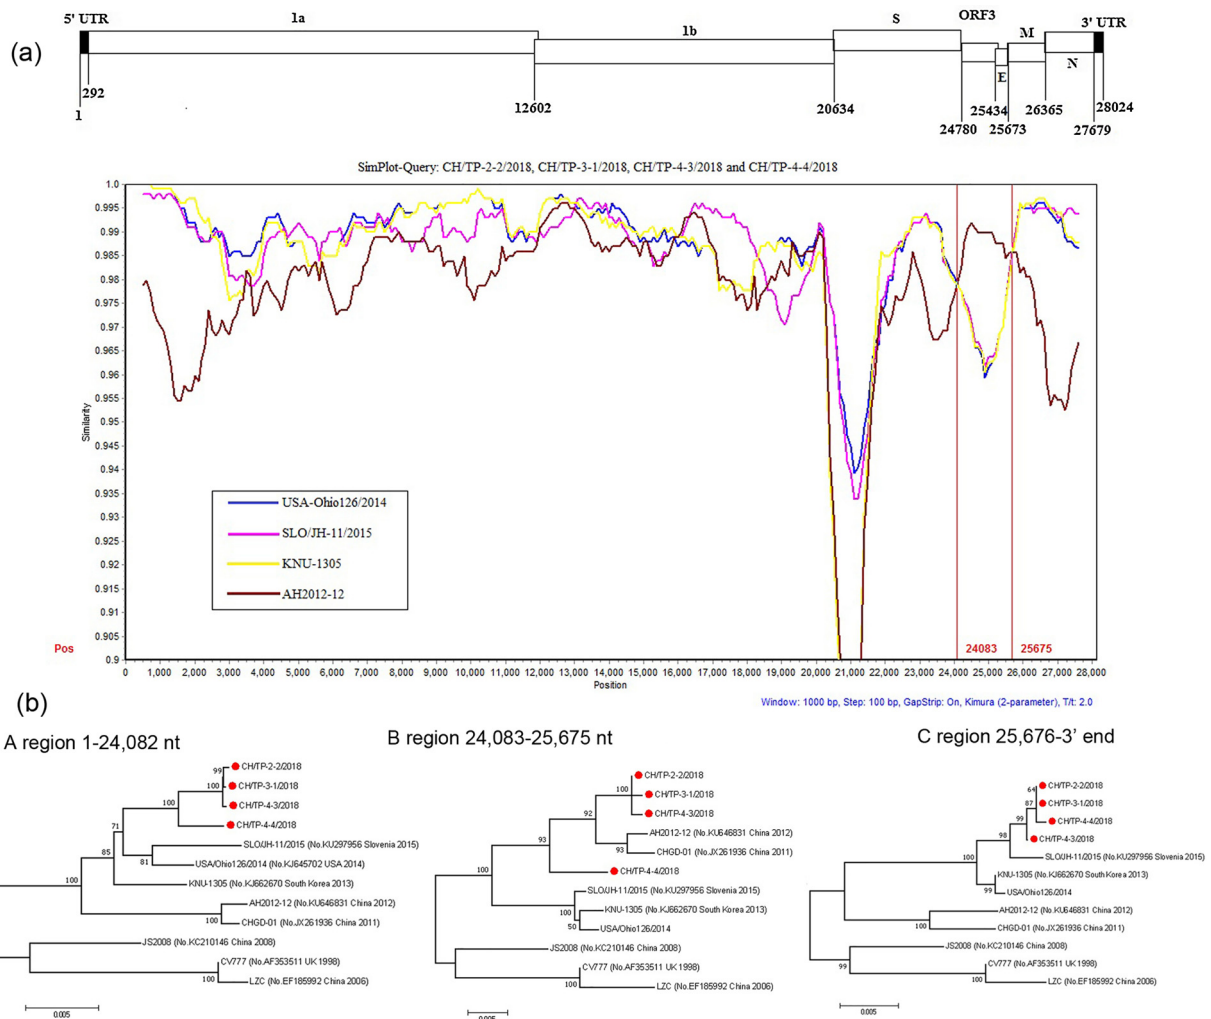 (a)
5' UTR 1a 1b S ORF3 M 3' UTR
E N
292 12602 20634 25434 26365 28024
1 24780 25673 27679
SimPlot-Query: CH/TP-2-2/2018, CH/TP-3-1/2018, CH/TP-4-3/2018 and CH/TP-4-4/2018
1.0
0.995
0.99
0.985
0.98
0.975
0.97
0.965
0.96
0.955
0.95
0.945
0.94
0.935
0.93
0.925
0.92
0.915
0.91
0.905
0.9
Similarity
USA-Ohio126/2014
SLO/JH-11/2015
KNU-1305
AH2012-12
Pos
24083 25675
0 1,000 2,000 3,000 4,000 5,000 6,000 7,000 8,000 9,000 10,000 11,000 12,000 13,000 14,000 15,000 16,000 17,000 18,000 19,000 20,000 21,000 22,000 23,000 24,000 25,000 26,000 27,000 28,000
Position
Window: 1000 bp, Step: 100 bp, GapStrip: On, Kimura (2-parameter), T/t: 2.0
(b)
A region 1-24,082 nt
99
CH/TP-2-2/2018
100
CH/TP-3-1/2018
100
CH/TP-4-3/2018
CH/TP-4-4/2018
71
SLO/JH-11/2015 (No.KU297956 Slovenia 2015)
85
81
USA/Ohio126/2014 (No.KJ645702 USA 2014)
100
KNU-1305 (No.KJ662670 South Korea 2013)
AH2012-12 (No.KU646831 China 2012)
100
CHGD-01 (No.JX261936 China 2011)
JS2008 (No.KC210146 China 2008)
CV777 (No.AF353511 UK 1998)
100
LZC (No.EF185992 China 2006)
0.005
B region 24,083-25,675 nt
CH/TP-2-2/2018
100
CH/TP-3-1/2018
92
CH/TP-4-3/2018
AH2012-12 (No.KU646831 China 2012)
93
CHGD-01 (No.JX261936 China 2011)
93
CH/TP-4-4/2018
100
SLO/JH-11/2015 (No.KU297956 Slovenia 2015)
100
KNU-1305 (No.KJ662670 South Korea 2013)
50
USA/Ohio126/2014
JS2008 (No.KC210146 China 2008)
CV777 (No.AF353511 UK 1998)
100
LZC (No.EF185992 China 2006)
0.005
C region 25,676-3’ end
64
CH/TP-2-2/2018
87
CH/TP-3-1/2018
99
CH/TP-4-4/2018
98
CH/TP-4-3/2018
100
SLO/JH-11/2015 (No.KU297956 Slovenia 2015)
KNU-1305 (No.KJ662670 South Korea 2013)
99
USA/Ohio126/2014
AH2012-12 (No.KU646831 China 2012)
100
CHGD-01 (No.JX261936 China 2011)
JS2008 (No.KC210146 China 2008)
99
CV777 (No.AF353511 UK 1998)
100
LZC (No.EF185992 China 2006)
0.005